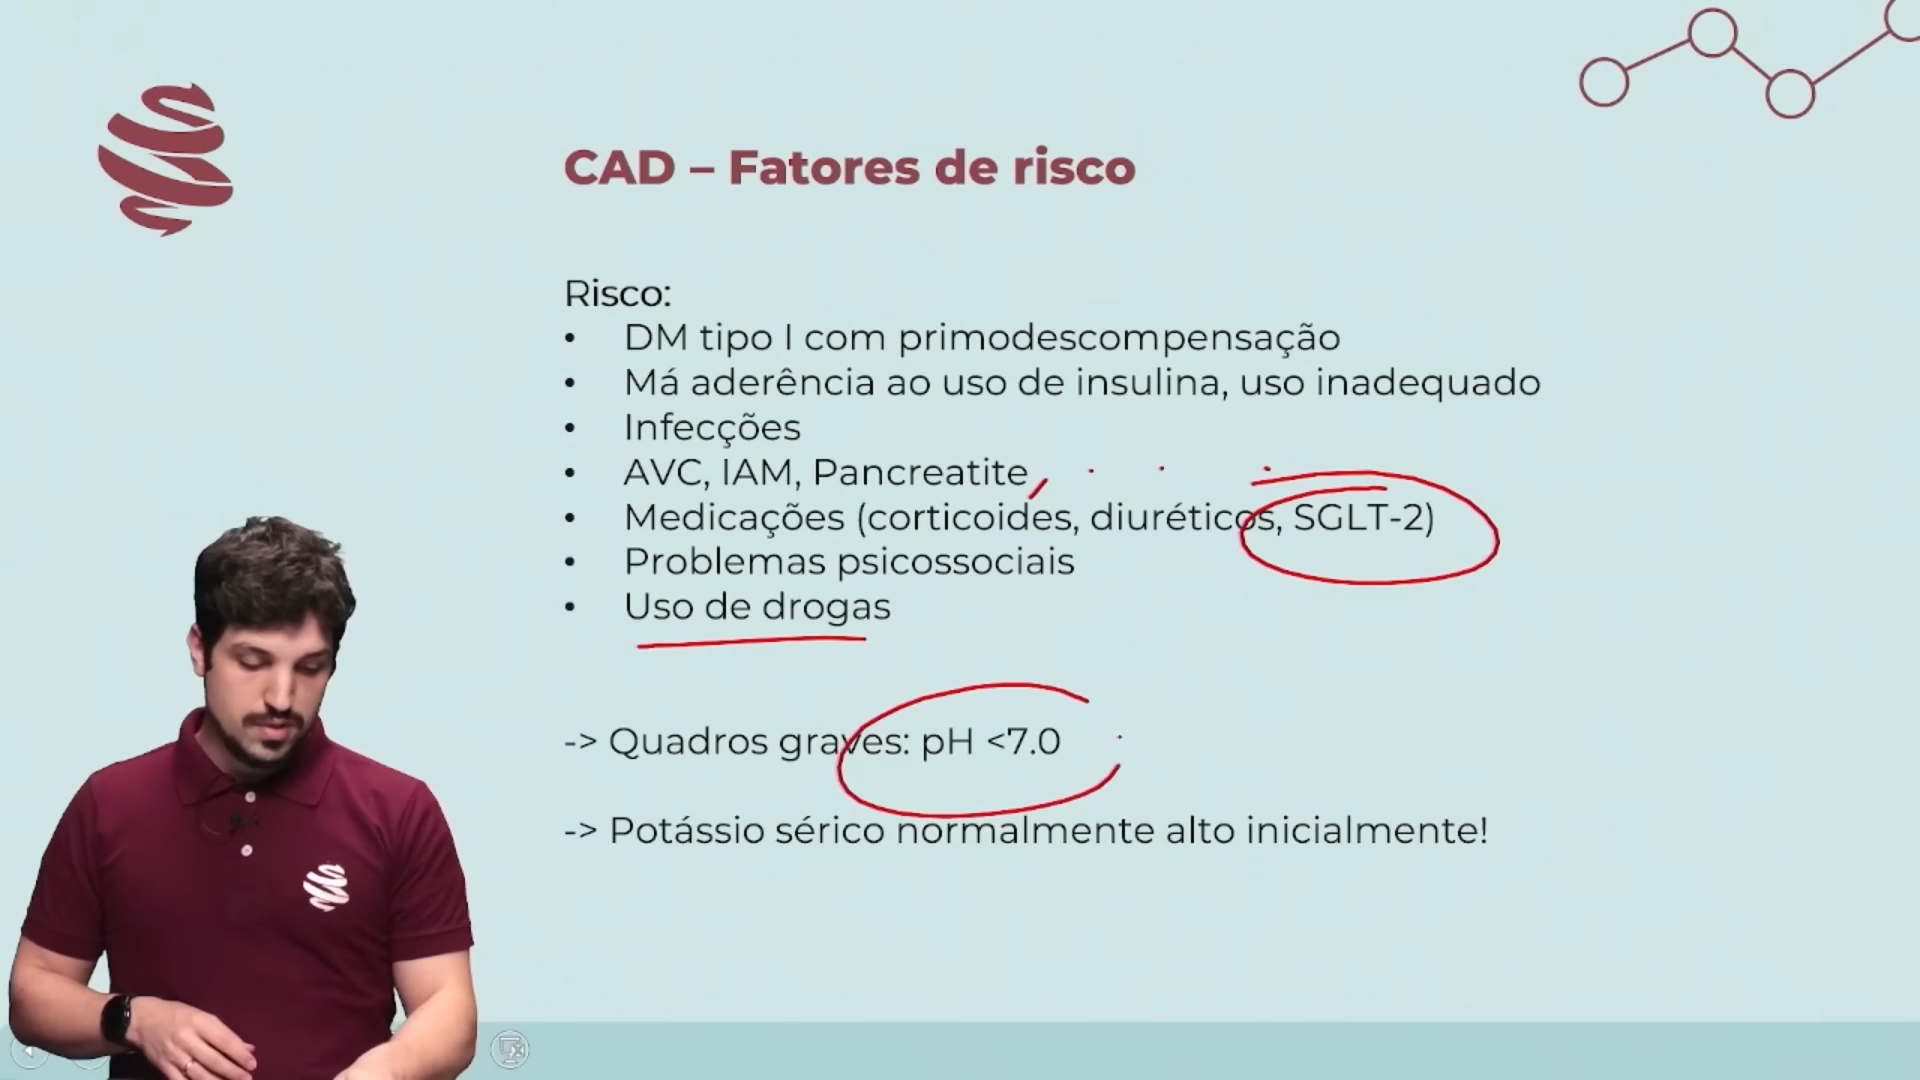 CAD – Fatores de risco
Risco:
• DM tipo I com primodescompensação
• Má aderência ao uso de insulina, uso inadequado
• Infecções
• AVC, IAM, Pancreatite
• Medicações (corticoides, diuréticos, SGLT-2)
• Problemas psicossociais
• Uso de drogas
-> Quadros graves: pH <7.0
-> Potássio sérico normalmente alto inicialmente!